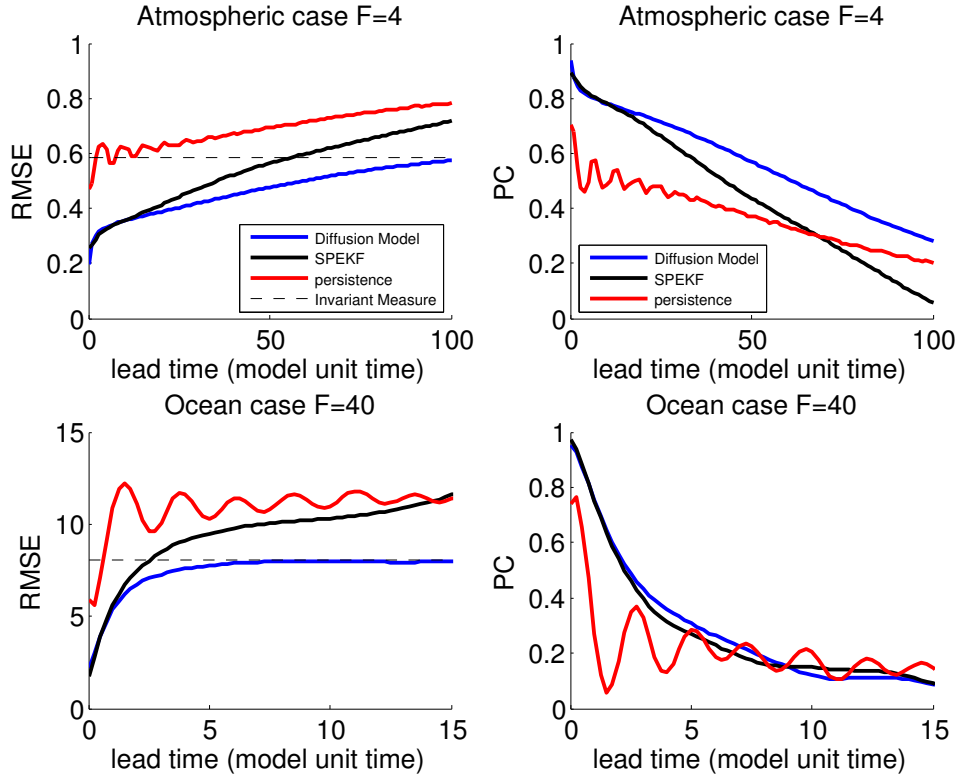 Atmospheric case F=4
RMSE
1
0.8
0.6
0.4
0.2
0
0
50
100
lead time (model unit time)
Diffusion Model
SPEKF
persistence
Invariant Measure
Atmospheric case F=4
PC
1
0.8
0.6
0.4
0.2
0
0
50
100
lead time (model unit time)
Diffusion Model
SPEKF
persistence
Ocean case F=40
RMSE
15
10
5
0
0
5
10
15
lead time (model unit time)
Ocean case F=40
PC
1
0.8
0.6
0.4
0.2
0
0
5
10
15
lead time (model unit time)